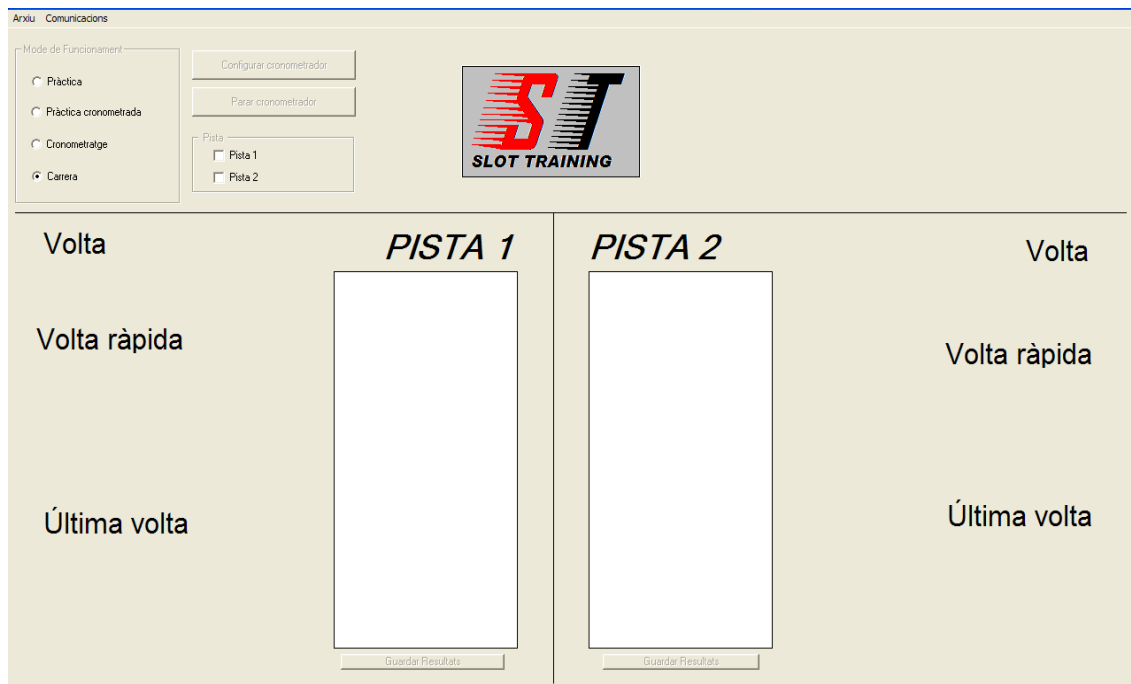 Arxiu Comunicacions
Mode de Funcionament
Pràctica
Pràctica cronometrada
Cronometratge
Carrera
Configurar cronometrador
Parar cronometrador
Pista
Pista 1
Pista 2
ST
SLOT TRAINING
Volta
PISTA 1
Volta ràpida
Última volta
Guardar Resultats
PISTA 2
Volta
Volta ràpida
Última volta
Guardar Resultats